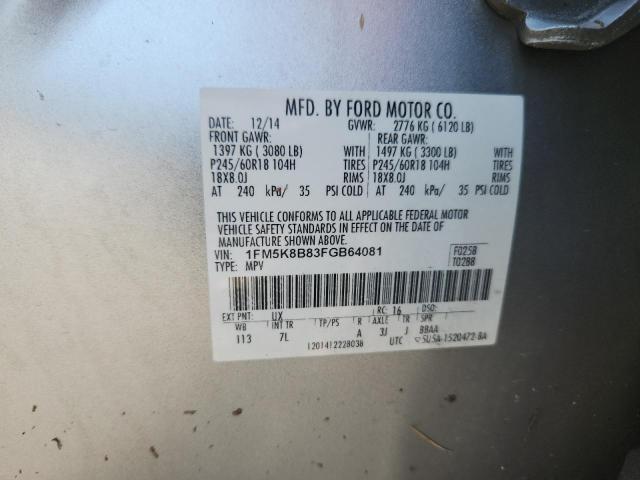 MFD. BY FORD MOTOR CO.
DATE: 12/14 GVWR: 2776 KG ( 6120 LB)
FRONT GAWR: REAR GAWR:
1397 KG ( 3080 LB) WITH 1497 KG ( 3300 LB) WITH
P245/60R18 104H TIRES P245/60R18 104H TIRES
18X8.0J RIMS 18X8.0J RIMS
AT 240 kPa/ 35 PSI COLD AT 240 kPa/ 35 PSI COLD
THIS VEHICLE CONFORMS TO ALL APPLICABLE FEDERAL MOTOR
VEHICLE SAFETY STANDARDS IN EFFECT ON THE DATE OF
MANUFACTURE SHOWN ABOVE.
VIN: 1FM5K8B83FGB64081 F0258
TYPE: MPV T0288
EXT PNT: UX RC: 16 DSO:
WB INT TR TP/PS R AXLE TR SPR
113 7L A 3J J BBAA
1201412228038 UTC 5U5A-1520472-BA